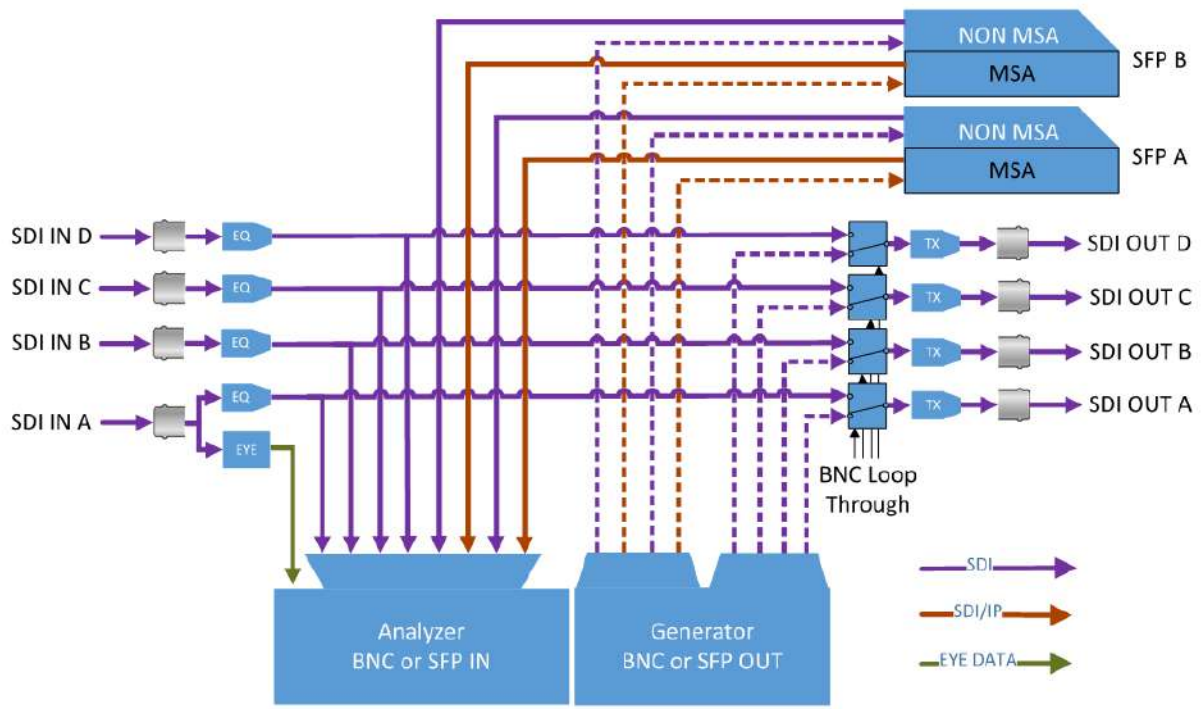 NON MSA
MSA
SFP B
NON MSA
MSA
SFP A
SDI IN D
EQ
TX
SDI OUT D
SDI IN C
EQ
TX
SDI OUT C
SDI IN B
EQ
TX
SDI OUT B
SDI IN A
EQ
EYE
TX
SDI OUT A
BNC Loop
Through
Analyzer
BNC or SFP IN
Generator
BNC or SFP OUT
SDI
SDI/IP
EYE DATA